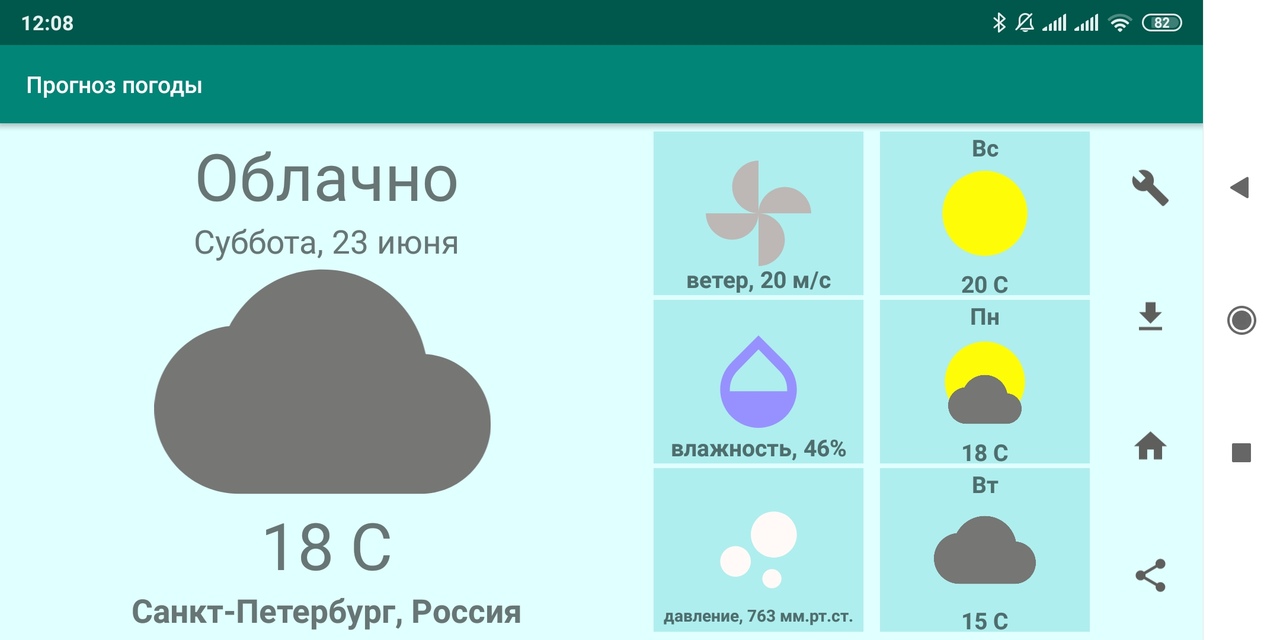 12:08
82
Прогноз погоды
Облачно
Суббота, 23 июня
18 C
Санкт-Петербург, Россия
ветер, 20 м/с
влажность, 46%
давление, 763 мм.рт.ст.
Вс
20 C
Пн
18 C
Вт
15 C